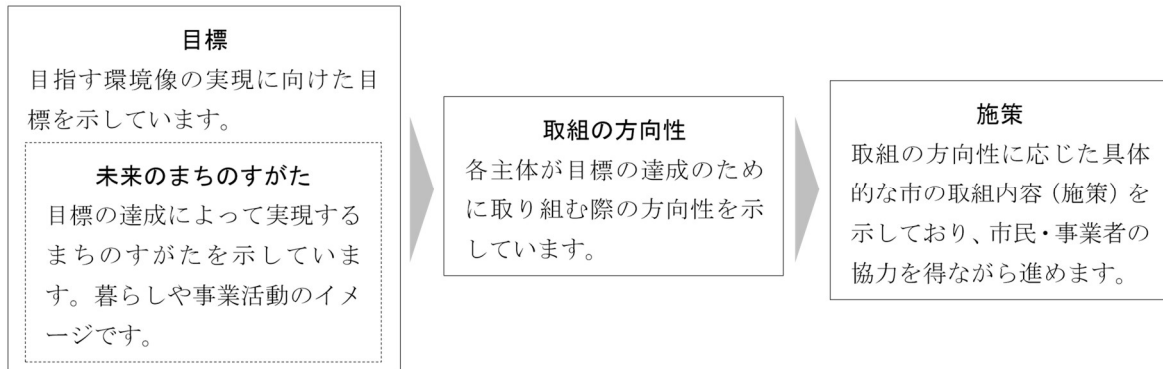 目標
目指す環境像の実現に向けた目
標を示しています。
未来のまちのすがた
目標の達成によって実現する
まちのすがたを示していま
す。暮らしや事業活動のイメ
ージです。
取組の方向性
各主体が目標の達成のため
に取り組む際の方向性を示
しています。
施策
取組の方向性に応じた具体
的な市の取組内容（施策）を
示しており、市民・事業者の
協力を得ながら進めます。